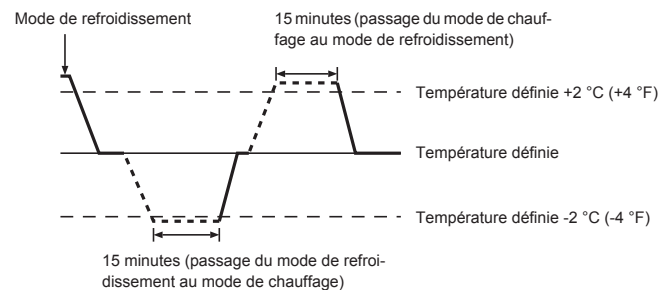 Mode de refroidissement
15 minutes (passage du mode de chauf-
fage au mode de refroidissement)
Température définie +2 °C (+4 °F)
Température définie
Température définie -2 °C (-4 °F)
15 minutes (passage du mode de refroi-
dissement au mode de chauffage)